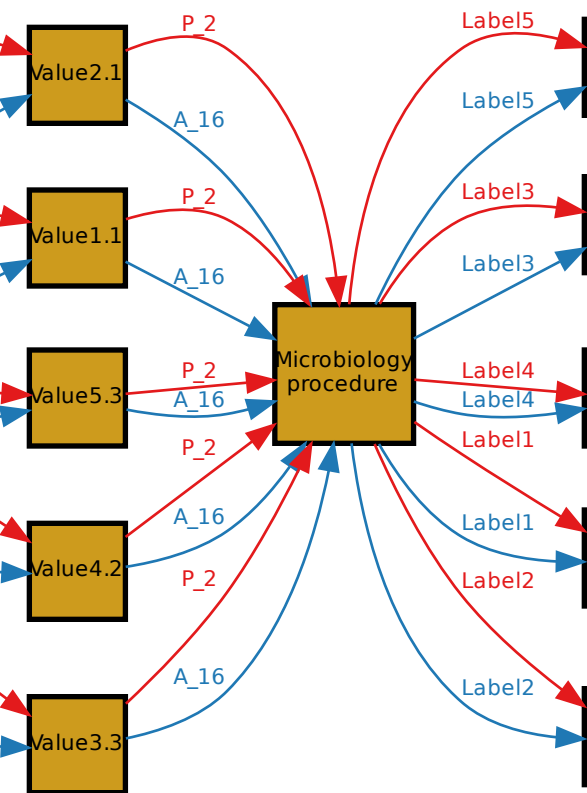 P_2
Label5
Value2.1
Label5
A_16
P_2
Label3
Value1.1
Label3
A_16
Microbiology
procedure
P_2
Label4
Value5.3
A_16
Label4
P_2
Label1
A_16
Label1
Value4.2
P_2
Label2
A_16
Label2
Value3.3